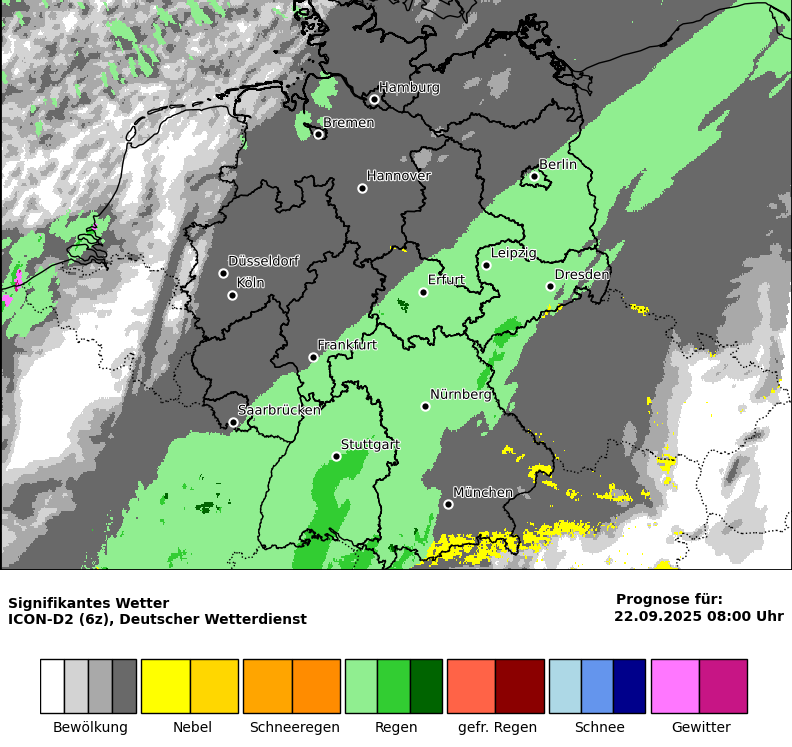 Hamburg
Bremen
Berlin
Hannover
Leipzig
Düsseldorf
Dresden
Köln
Erfurt
Frankfurt
Nürnberg
Saarbrücken
Stuttgart
München
Signifikantes Wetter
ICON-D2 (6z), Deutscher Wetterdienst
Prognose für:
22.09.2025 08:00 Uhr
Bewölkung Nebel Schneeregen Regen gefr. Regen Schnee Gewitter